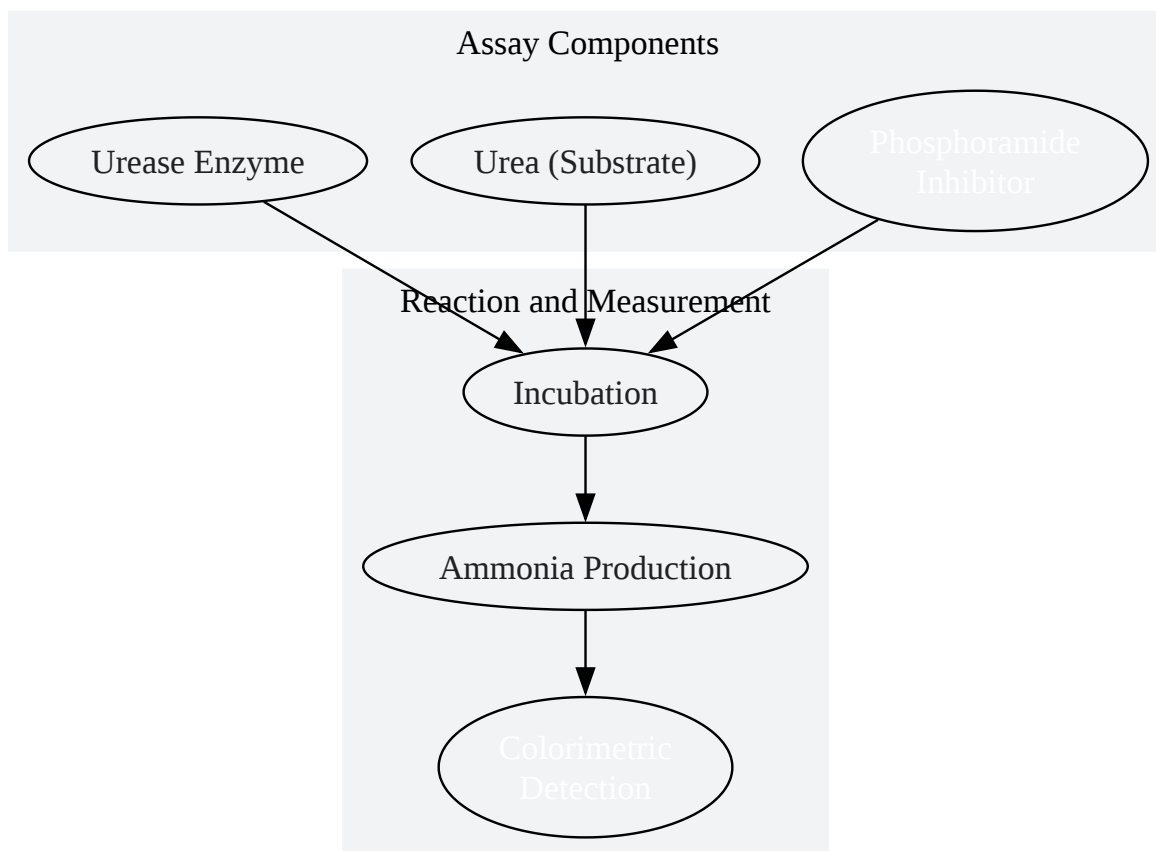 Assay Components
Urease Enzyme
Urea (Substrate)
Phosphoramide
Inhibitor
Reaction and Measurement
Incubation
Ammonia Production
Colorimetric
Detection